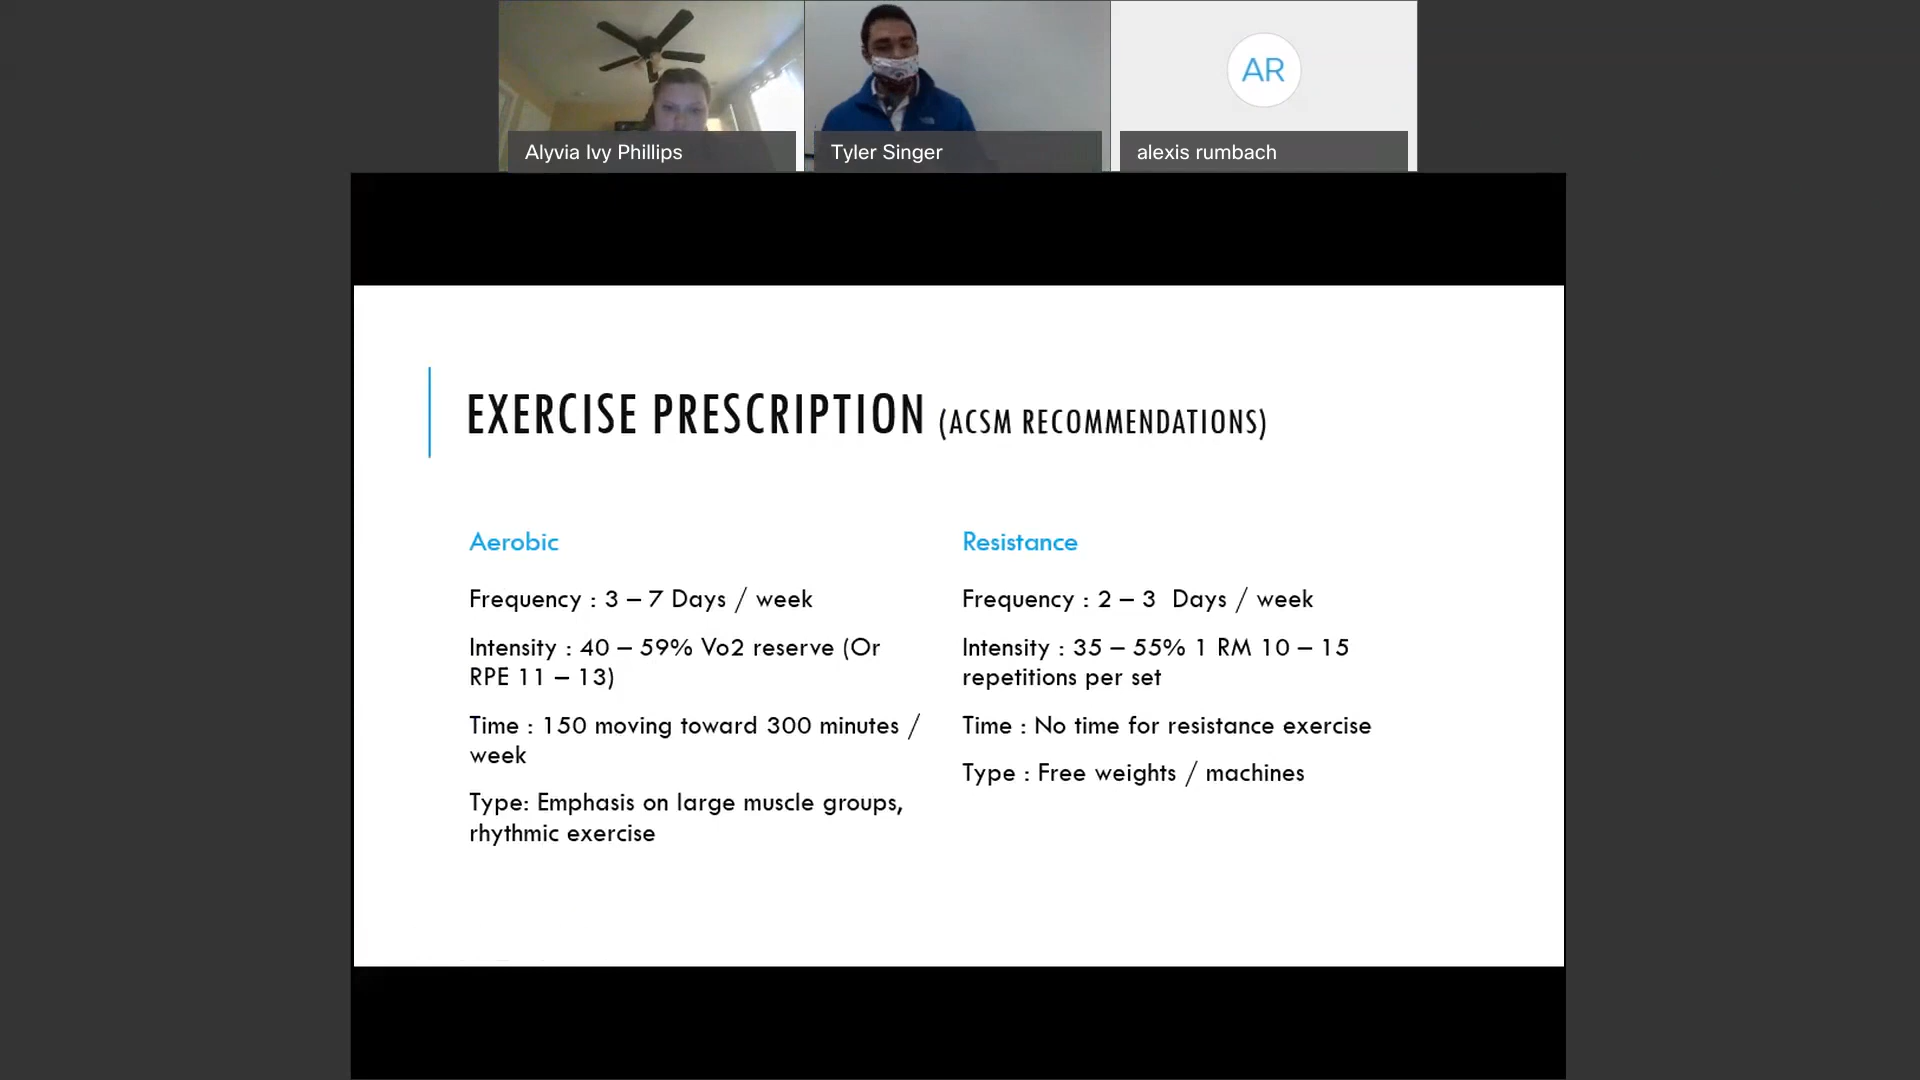 AR
Alyvia Ivy Phillips
Tyler Singer
alexis rumbach
EXERCISE PRESCRIPTION (ACSM RECOMMENDATIONS)
Aerobic
Frequency : 3 – 7 Days / week
Intensity : 40 – 59% Vo2 reserve (Or
RPE 11 – 13)
Time : 150 moving toward 300 minutes /
week
Type: Emphasis on large muscle groups,
rhythmic exercise
Resistance
Frequency : 2 – 3  Days / week
Intensity : 35 – 55% 1 RM 10 – 15
repetitions per set
Time : No time for resistance exercise
Type : Free weights / machines